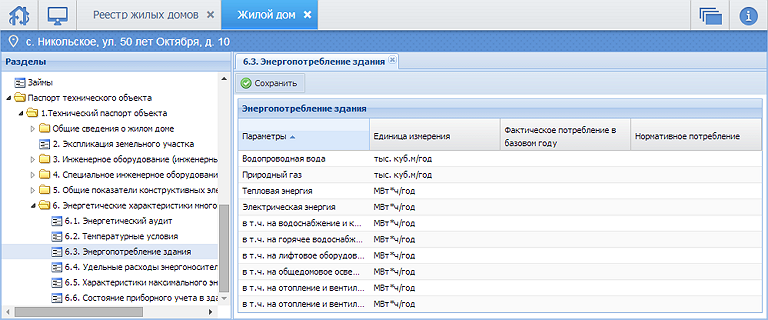 Реестр жилых домов
Жилой дом
с. Никольское, ул. 50 лет Октября, д. 10
Разделы
Займы
Паспорт технического объекта
1.Технический паспорт объекта
Общие сведения о жилом доме
2. Экспликация земельного участка
3. Инженерное оборудование (инженерны
4. Специальное инженерное оборудовани
5. Общие показатели конструктивных эле
6. Энергетические характеристики много
6.1. Энергетический аудит
6.2. Температурные условия
6.3. Энергопотребление здания
6.4. Удельные расходы энергоносител
6.5. Характеристики максимального эн
6.6. Состояние приборного учета в зда
6.3. Энергопотребление здания
Сохранить
Энергопотребление здания
Параметры
Единица измерения
Фактическое потребление в
базовом году
Нормативное потребление
Водопроводная вода тыс. куб.м/год
Природный газ тыс. куб.м/год
Тепловая энергия МВт*ч/год
Электрическая энергия МВт*ч/год
в т.ч. на водоснабжение и к... МВт*ч/год
в т.ч. на горячее водоснабж... МВт*ч/год
в т.ч. на лифтовое оборудов... МВт*ч/год
в т.ч. на общедомовое осве... МВт*ч/год
в т.ч. на отопление и вентил... МВт*ч/год
в т.ч. на отопление и вентил... МВт*ч/год